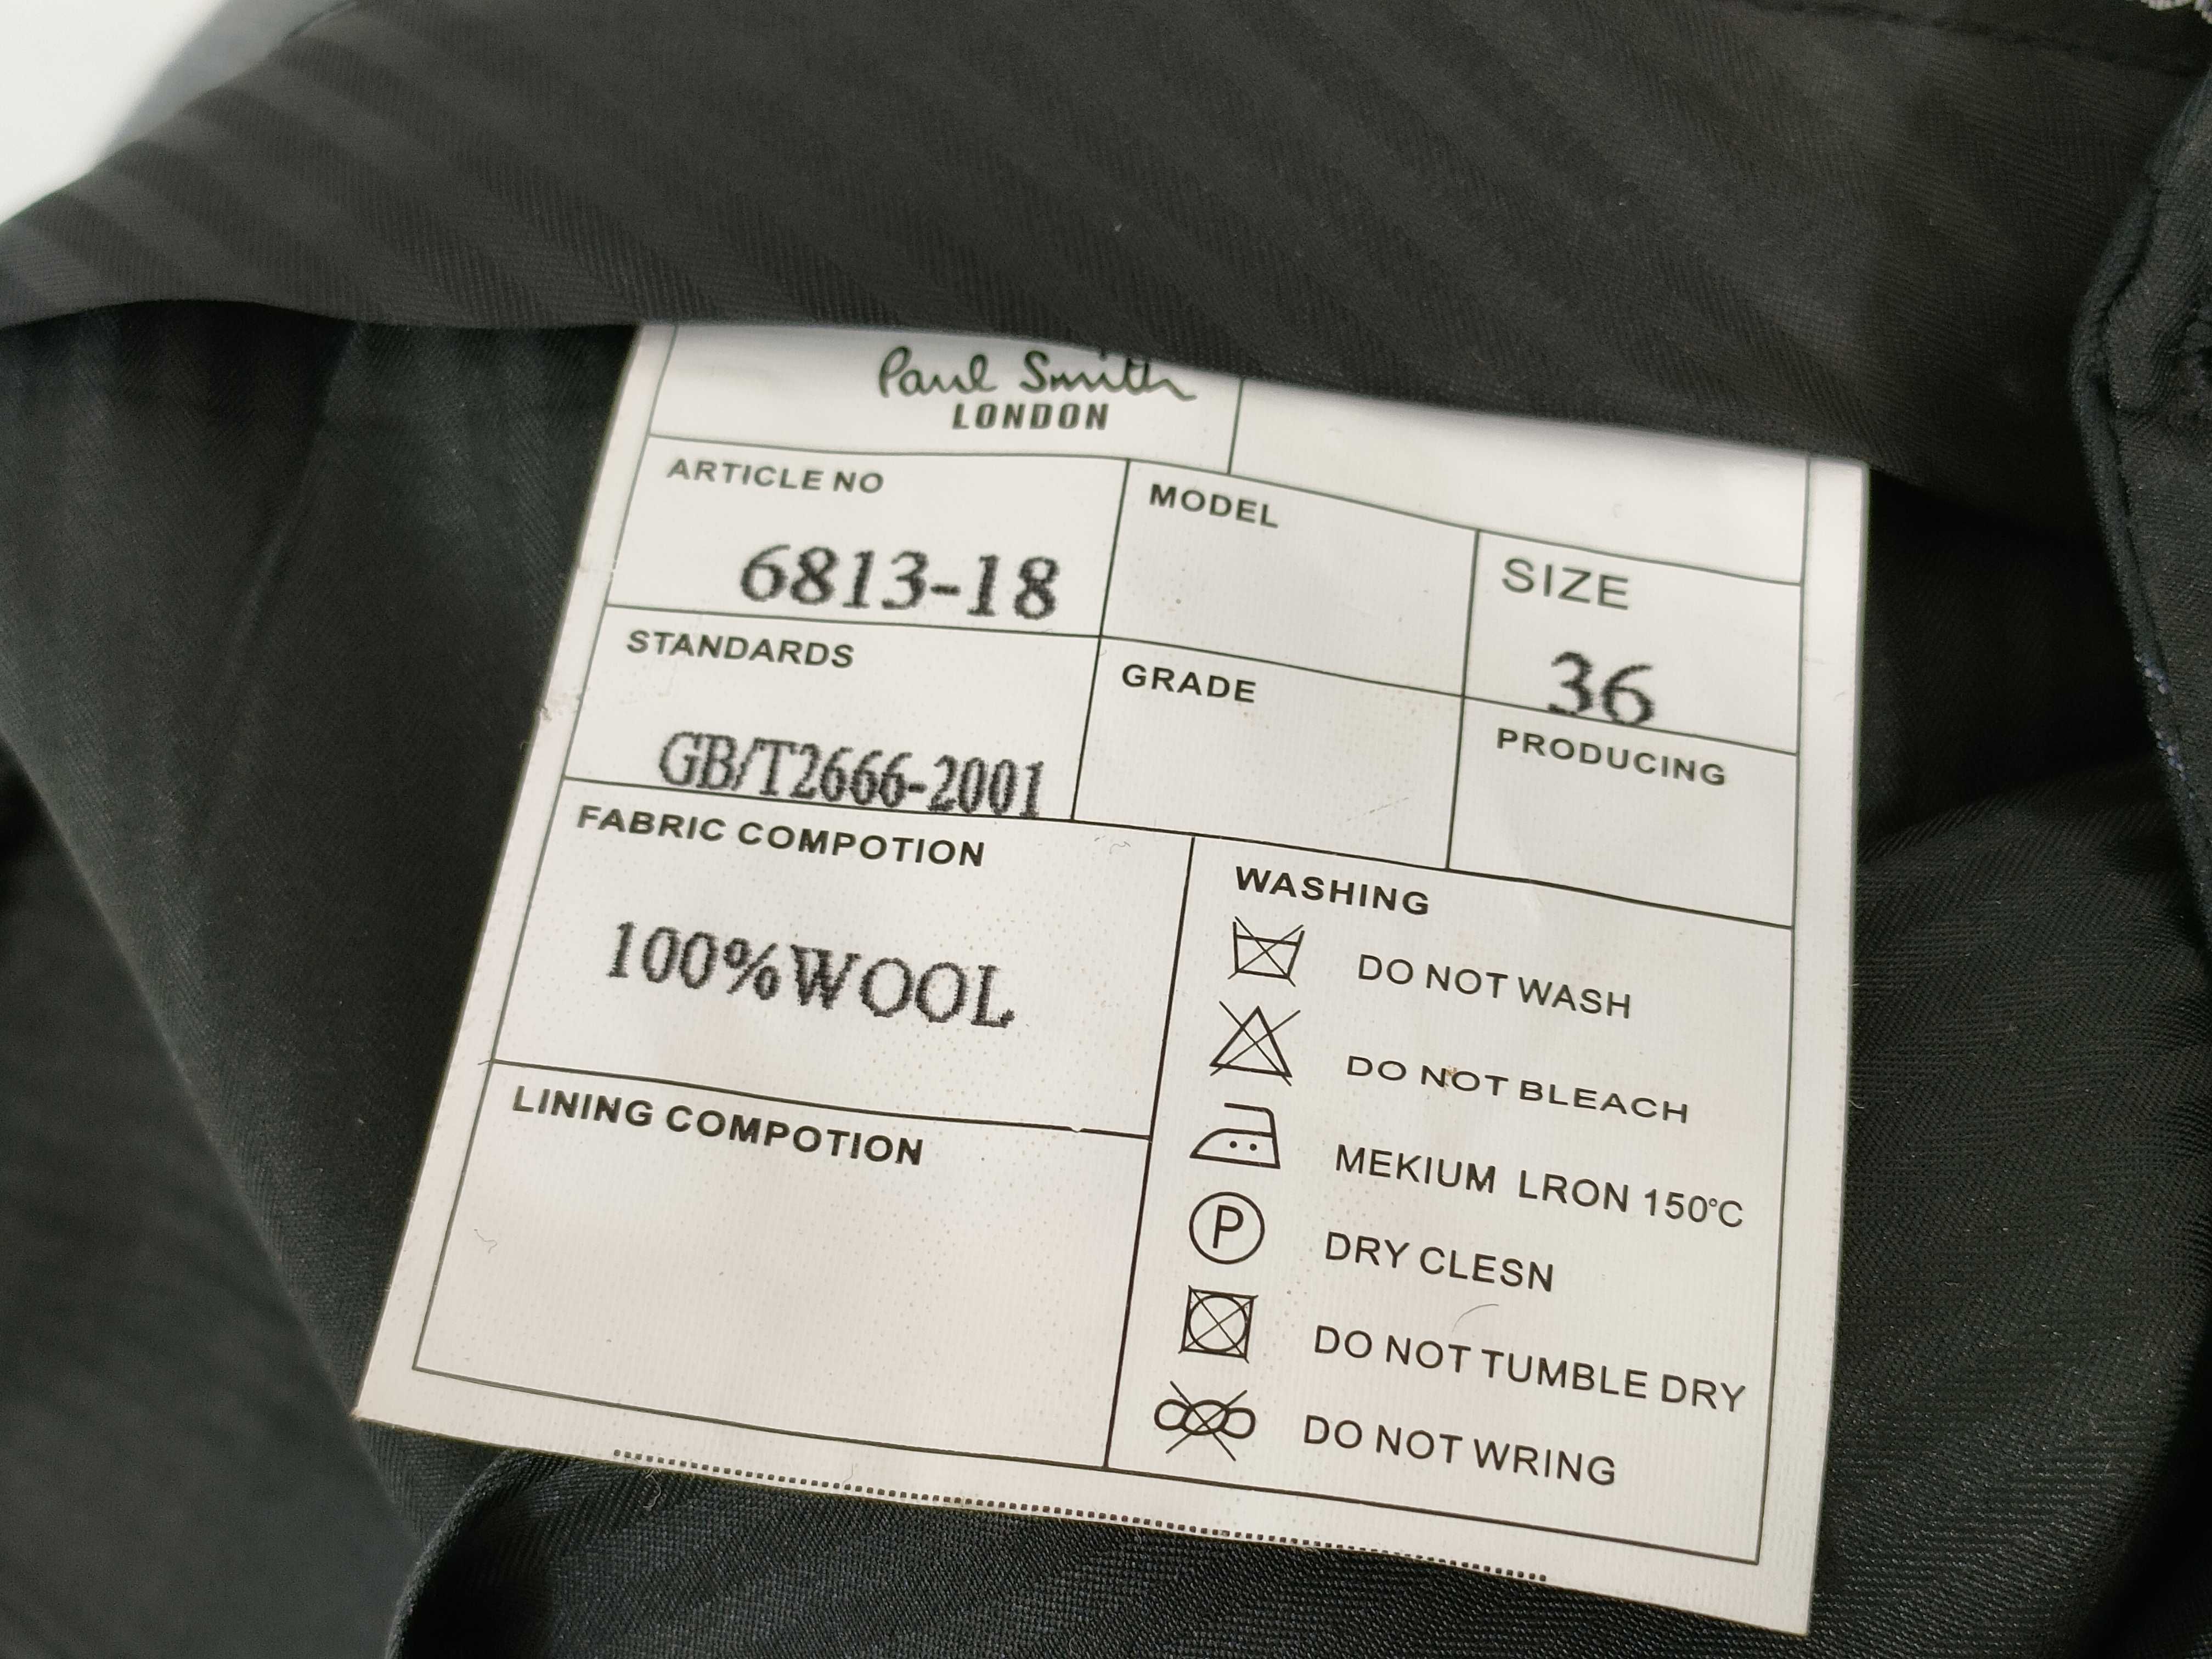 Paul Smith
LONDON
ARTICLE NO
6813-18
MODEL
SIZE
36
STANDARDS
GB/T2666-2001
GRADE
PRODUCING
FABRIC COMPOTION
100%WOOL
LINING COMPOTION
WASHING
DO NOT WASH
DO NOT BLEACH
MEKIUM LRON 150°C
P DRY CLESN
DO NOT TUMBLE DRY
DO NOT WRING